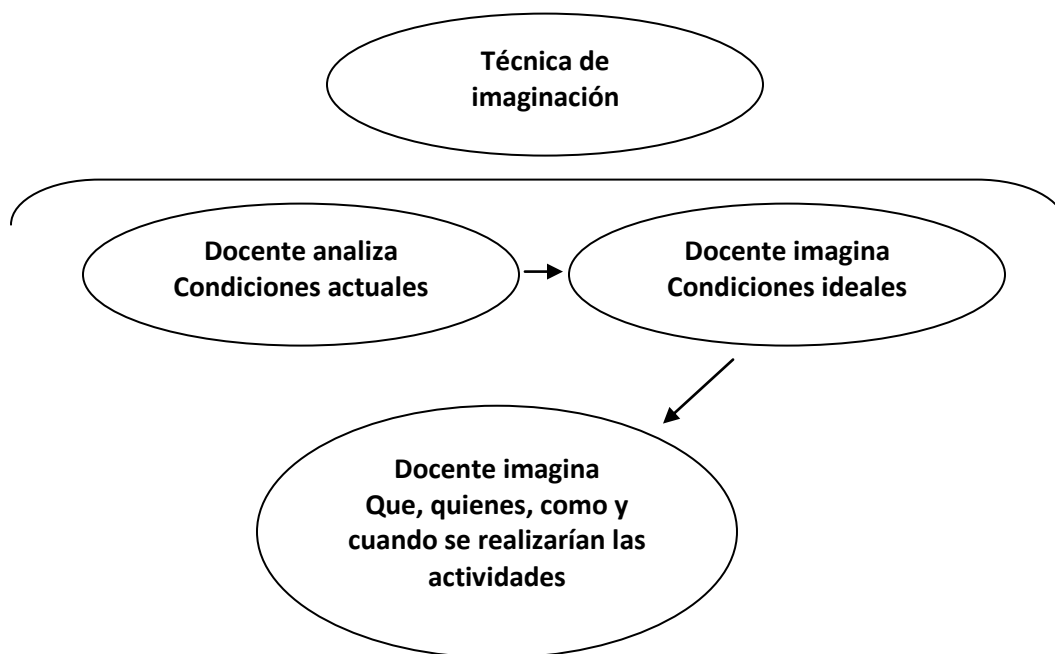 Técnica de
imaginación
Docente analiza
Condiciones actuales
Docente imagina
Condiciones ideales
Docente imagina
Que, quienes, como y
cuando se realizarían las
actividades